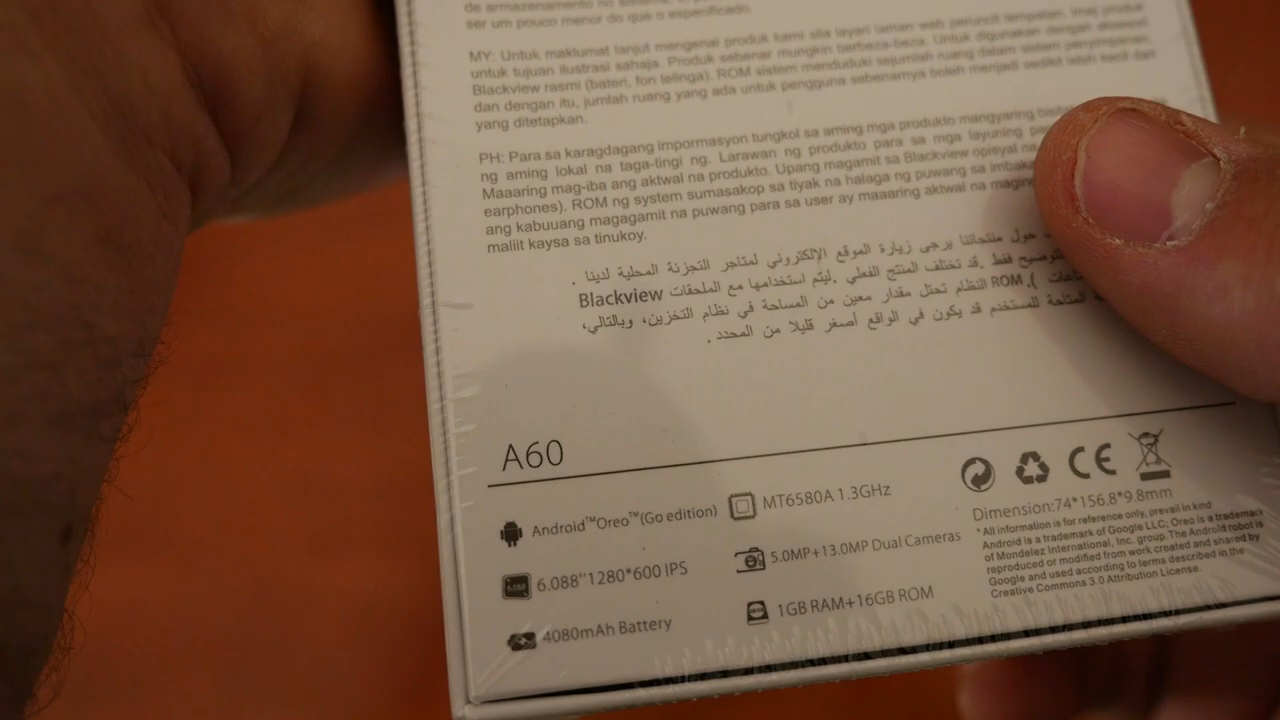 de armazenamento no sistema, e,
ser um pouco menor do que o especificado.
MY: Untuk maklumat lanjut mengenai produk kami sila layari laman web peruncit tempatan. Imej produk
untuk tujuan ilustrasi sahaja. Produk sebenar mungkin berbeza-beza. Untuk digunakan dengan aksesori
Blackview rasmi (bateri, fon telinga). ROM sistem menduduki sejumlah ruang dalam sistem penyimpanan,
dan dengan itu, jumlah ruang yang ada untuk pengguna sebenarnya boleh menjadi sedikit lebih kecil dari
yang ditetapkan.
PH: Para sa karagdagang impormasyon tungkol sa aming mga produkto mangyaring
ng aming lokal na taga-tingi ng. Larawan ng produkto para sa mga layuning
Maaaring mag-iba ang aktwal na produkto. Upang magamit sa Blackview opisyal na
earphones). ROM ng system sumasakop sa tiyak na halaga ng puwang sa
ang kabuuang magagamit na puwang para sa user ay maaaring aktwal na
maliit kaysa sa tinukoy.
حول منتجاتنا يرجى زيارة الموقع الإلكتروني لمتاجر التجزئة المحلية لدينا .
فقط .قد تختلف المنتج الفعلي .ليتم استخدامها مع الملحقات Blackview
.( ROM النظام تحتل مقدار معين من المساحة في نظام التخزين، وبالتالي،
المتاحة للمستخدم قد يكون في الواقع أصغر قليلا من المحدد .
A60
Android™Oreo™(Go edition)
MT6580A 1.3GHz
6.088''1280*600 IPS
5.0MP+13.0MP Dual Cameras
4080mAh Battery
1GB RAM+16GB ROM
CE
Dimension:74*156.8*9.8mm
*All information is for reference only, prevail in kind
Android is a trademark of Google LLC; Oreo is a trademark
of Mondelez International, Inc. group.The Android robot is
reproduced or modified from work created and shared by
Google and used according to terms described in the
Creative Commons 3.0 Attribution License.